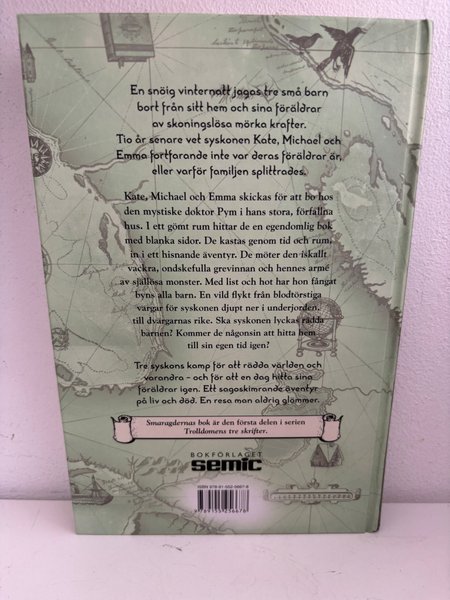 En snöig vinternatt jagas tre små barn
bort från sitt hem och sina föräldrar
av skoningslösa mörka krafter.
Tio år senare vet syskonen Kate, Michael och
Emma fortfarande inte var deras föräldrar är,
eller varför familjen splittrades.
Kate, Michael och Emma skickas för att bo hos
den mystiske doktor Pym i hans stora, förfallna
hus. I ett gömt rum hittar de en egendomlig bok
med blanka sidor. De kastas genom tid och rum,
in i ett hisnande äventyr. De möter den iskallt
vackra, ondskefulla grevinnan och hennes armé
av själlösa monster. Med list och hot har hon fångat
byns alla barn. En vild flykt från blodtörstiga
vargar för syskonen djupt ner i underjorden,
till dvärgarnas rike. Ska syskonen lyckas rädda
barnen? Kommer de någonsin att hitta hem
till sin egen tid igen?
Tre syskons kamp för att rädda världen och
varandra – och för att en dag hitta sina
föräldrar igen. Ett sagoskimrande äventyr
på liv och död. En resa man aldrig glömmer.
Smaragdernas bok är den första delen i serien
Trolldomens tre skrifter.
BOKFÖRLAGET
semic